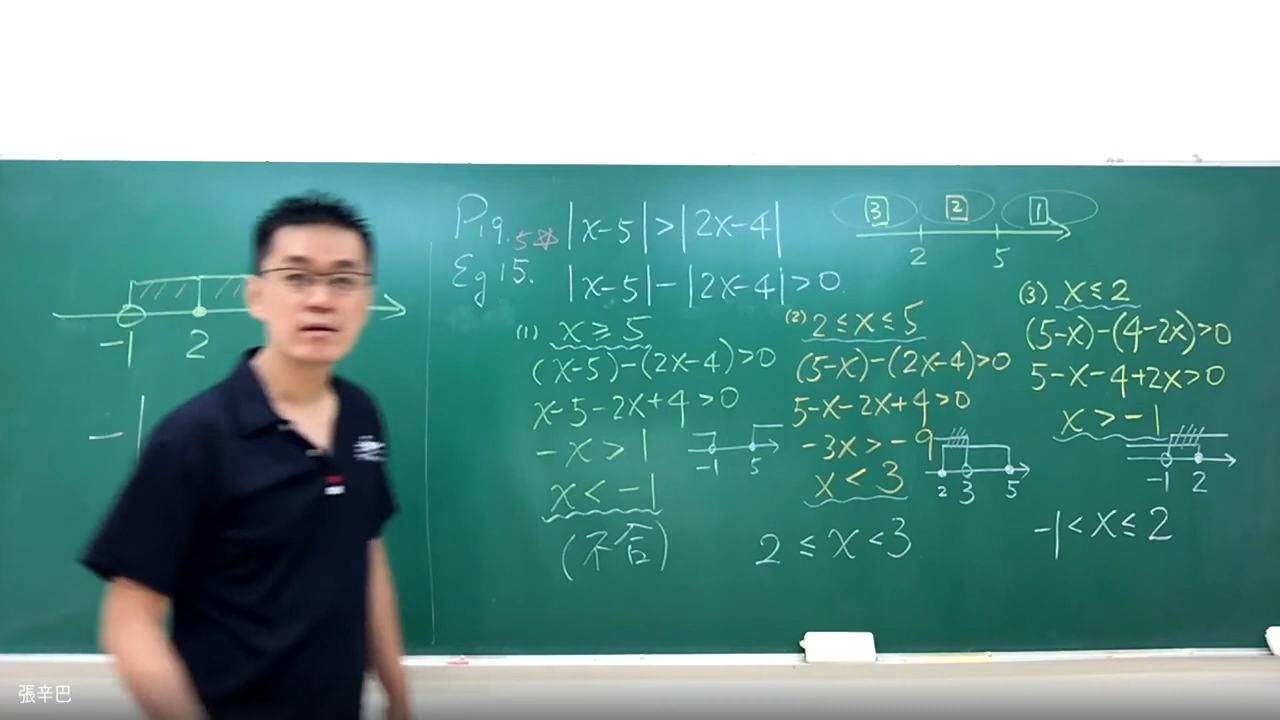 -1 2
-1
P.19. 5☆ |x-5|>|2x-4|
Eg 15. |x-5|-|2x-4|>0.
3 2 1
2 5
(1) x≥5
(x-5)-(2x-4)>0
x-5-2x+4>0
-x>1
x<-1
(不合)
-1 5
(2) 2≤x≤5
(5-x)-(2x-4)>0
5-x-2x+4>0
-3x>-9
x<3
2 3 5
2≤x<3
(3) x≤2
(5-x)-(4-2x)>0
5-x-4+2x>0
x>-1
-1 2
-1<x≤2
張辛巴